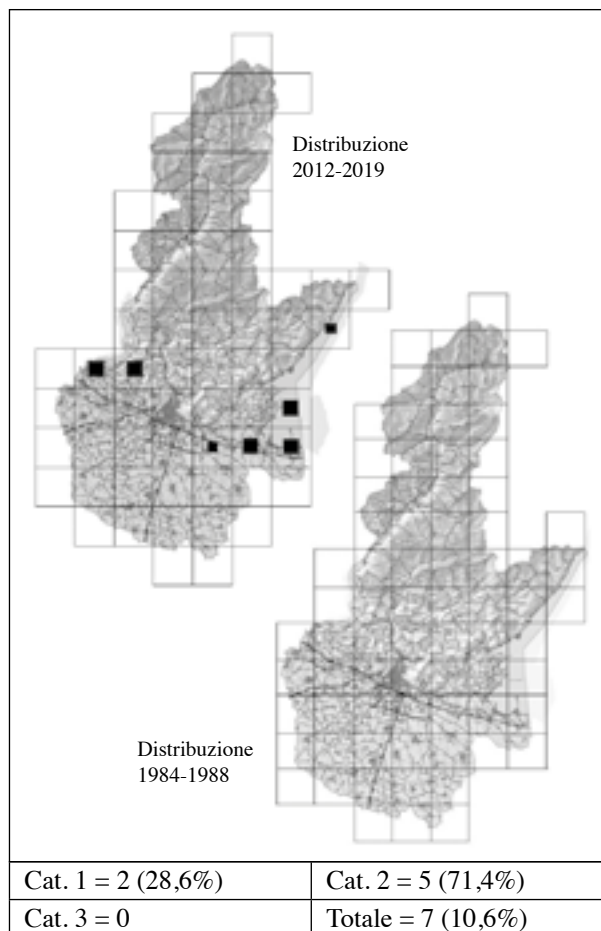 Distribuzione
2012-2019
Distribuzione
1984-1988
Cat. 1 = 2 (28,6%)
Cat. 2 = 5 (71,4%)
Cat. 3 = 0
Totale = 7 (10,6%)